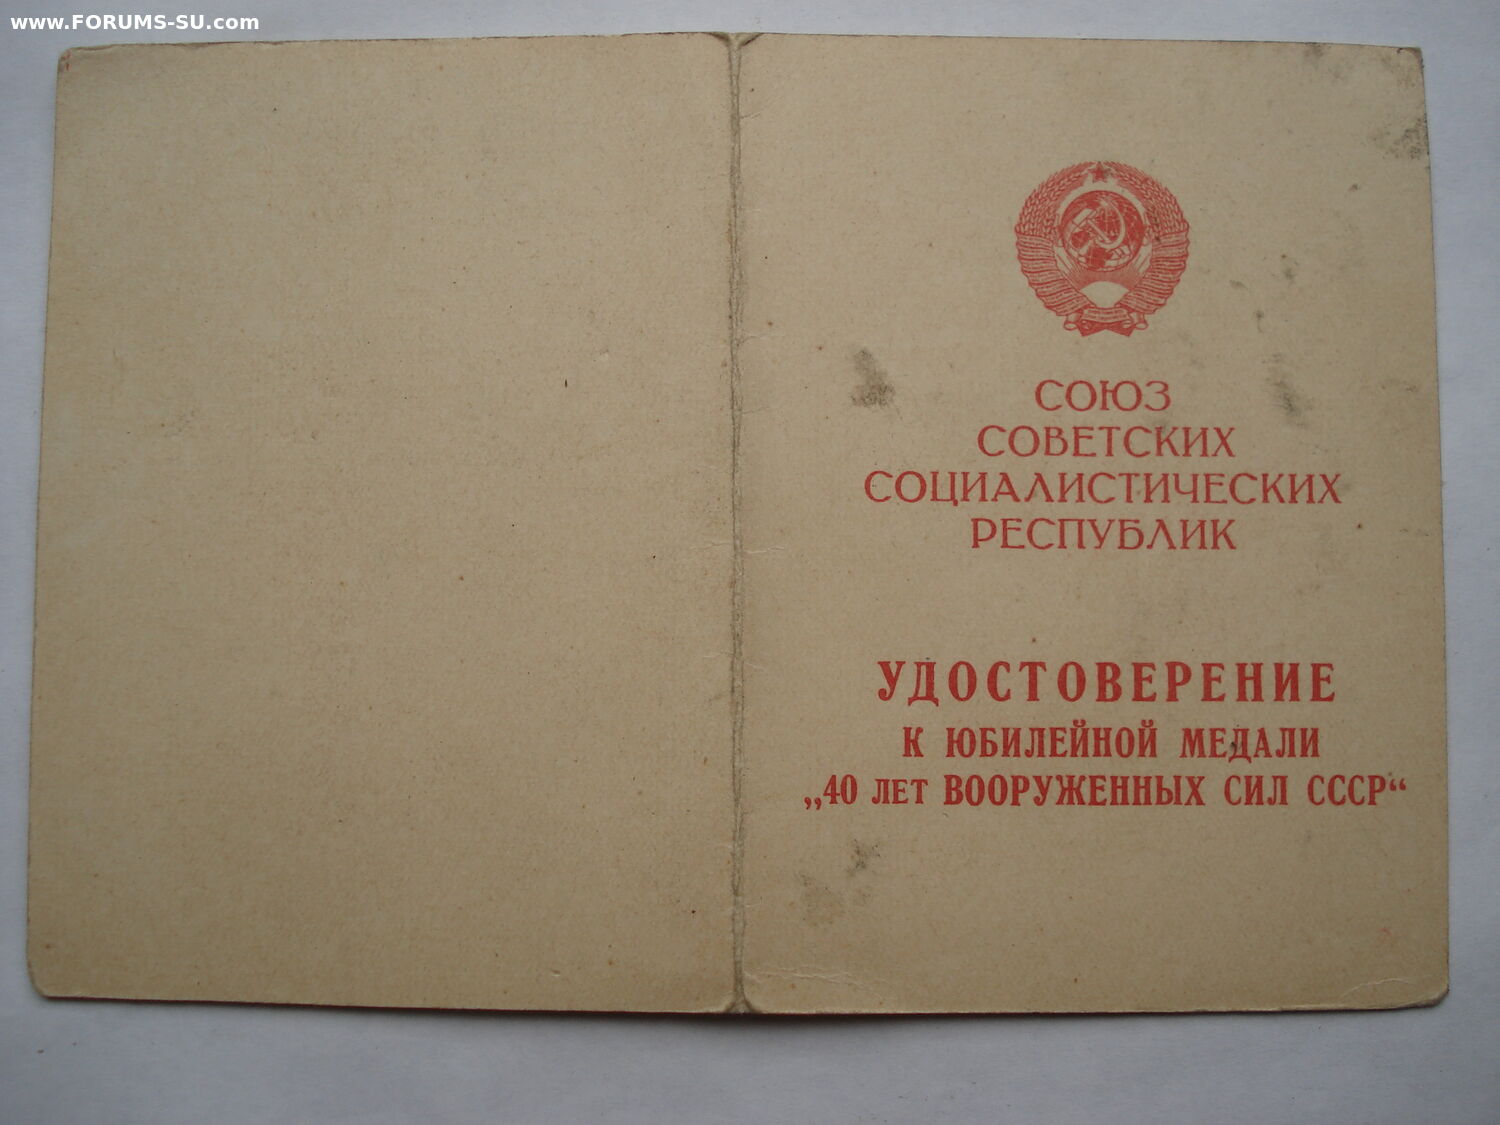 www.FORUMS-SU.com
СОЮЗ
СОВЕТСКИХ
СОЦИАЛИСТИЧЕСКИХ
РЕСПУБЛИК
УДОСТОВЕРЕНИЕ
К ЮБИЛЕЙНОЙ МЕДАЛИ
„40 ЛЕТ ВООРУЖЕННЫХ СИЛ СССР“